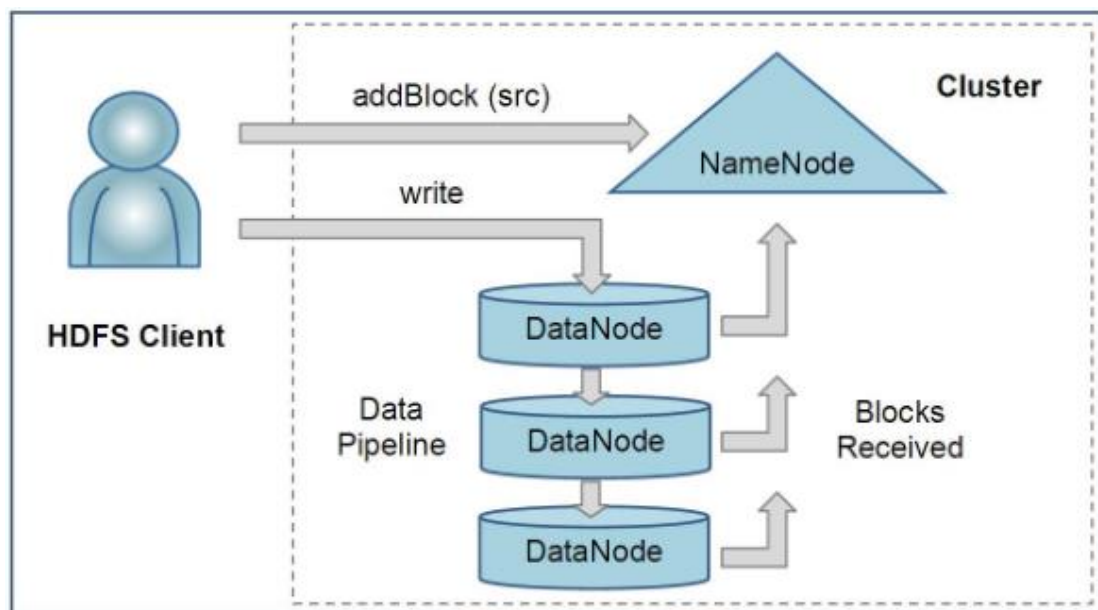 addBlock (src)
Cluster
NameNode
write
HDFS Client
DataNode
Data
Pipeline
DataNode
Blocks
Received
DataNode